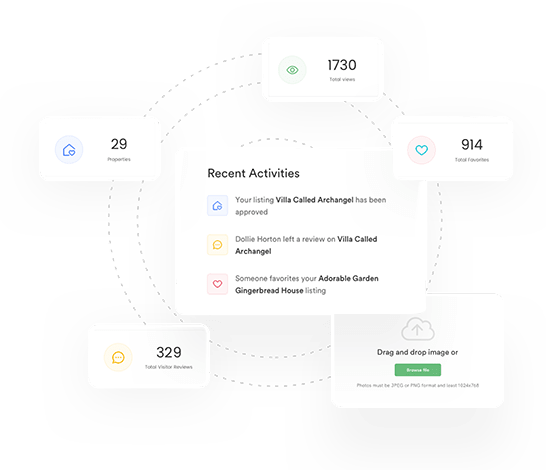 1730
Total views
29
Properties
914
Total Favorites
Recent Activities
Your listing Villa Called Archangel has been
approved
Dollie Horton left a review on Villa Called
Archangel
Someone favorites your Adorable Garden
Gingerbread House listing
329
Total Visitor Reviews
Drag and drop image or
Browse file
Photos must be JPEG or PNG format and least 1024x768